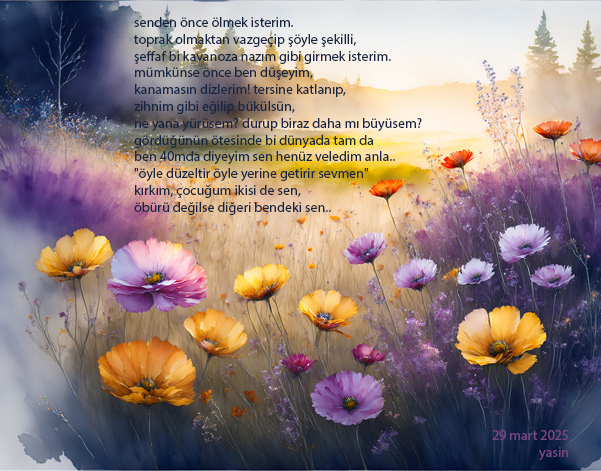 senden önce ölmek isterim.
toprak olmaktan vazgeçip şöyle şekilli,
şeffaf bi kavanoza nazım gibi girmek isterim.
mümkünse önce ben düşeyim,
kanamasın dizlerim! tersine katlanıp,
zihnim gibi eğilip bükülsün,
ne yana yürüsem? durup biraz daha mı büyüsem?
gördüğünün ötesinde bi dünyada tam da
ben 40mda diyeyim sen henüz veledim anla..
"öyle düzeltir öyle yerine getirir sevmen"
kırkım, çocuğum ikisi de sen,
öbürü değilse diğeri bendeki sen..
29 mart 2025
yasin